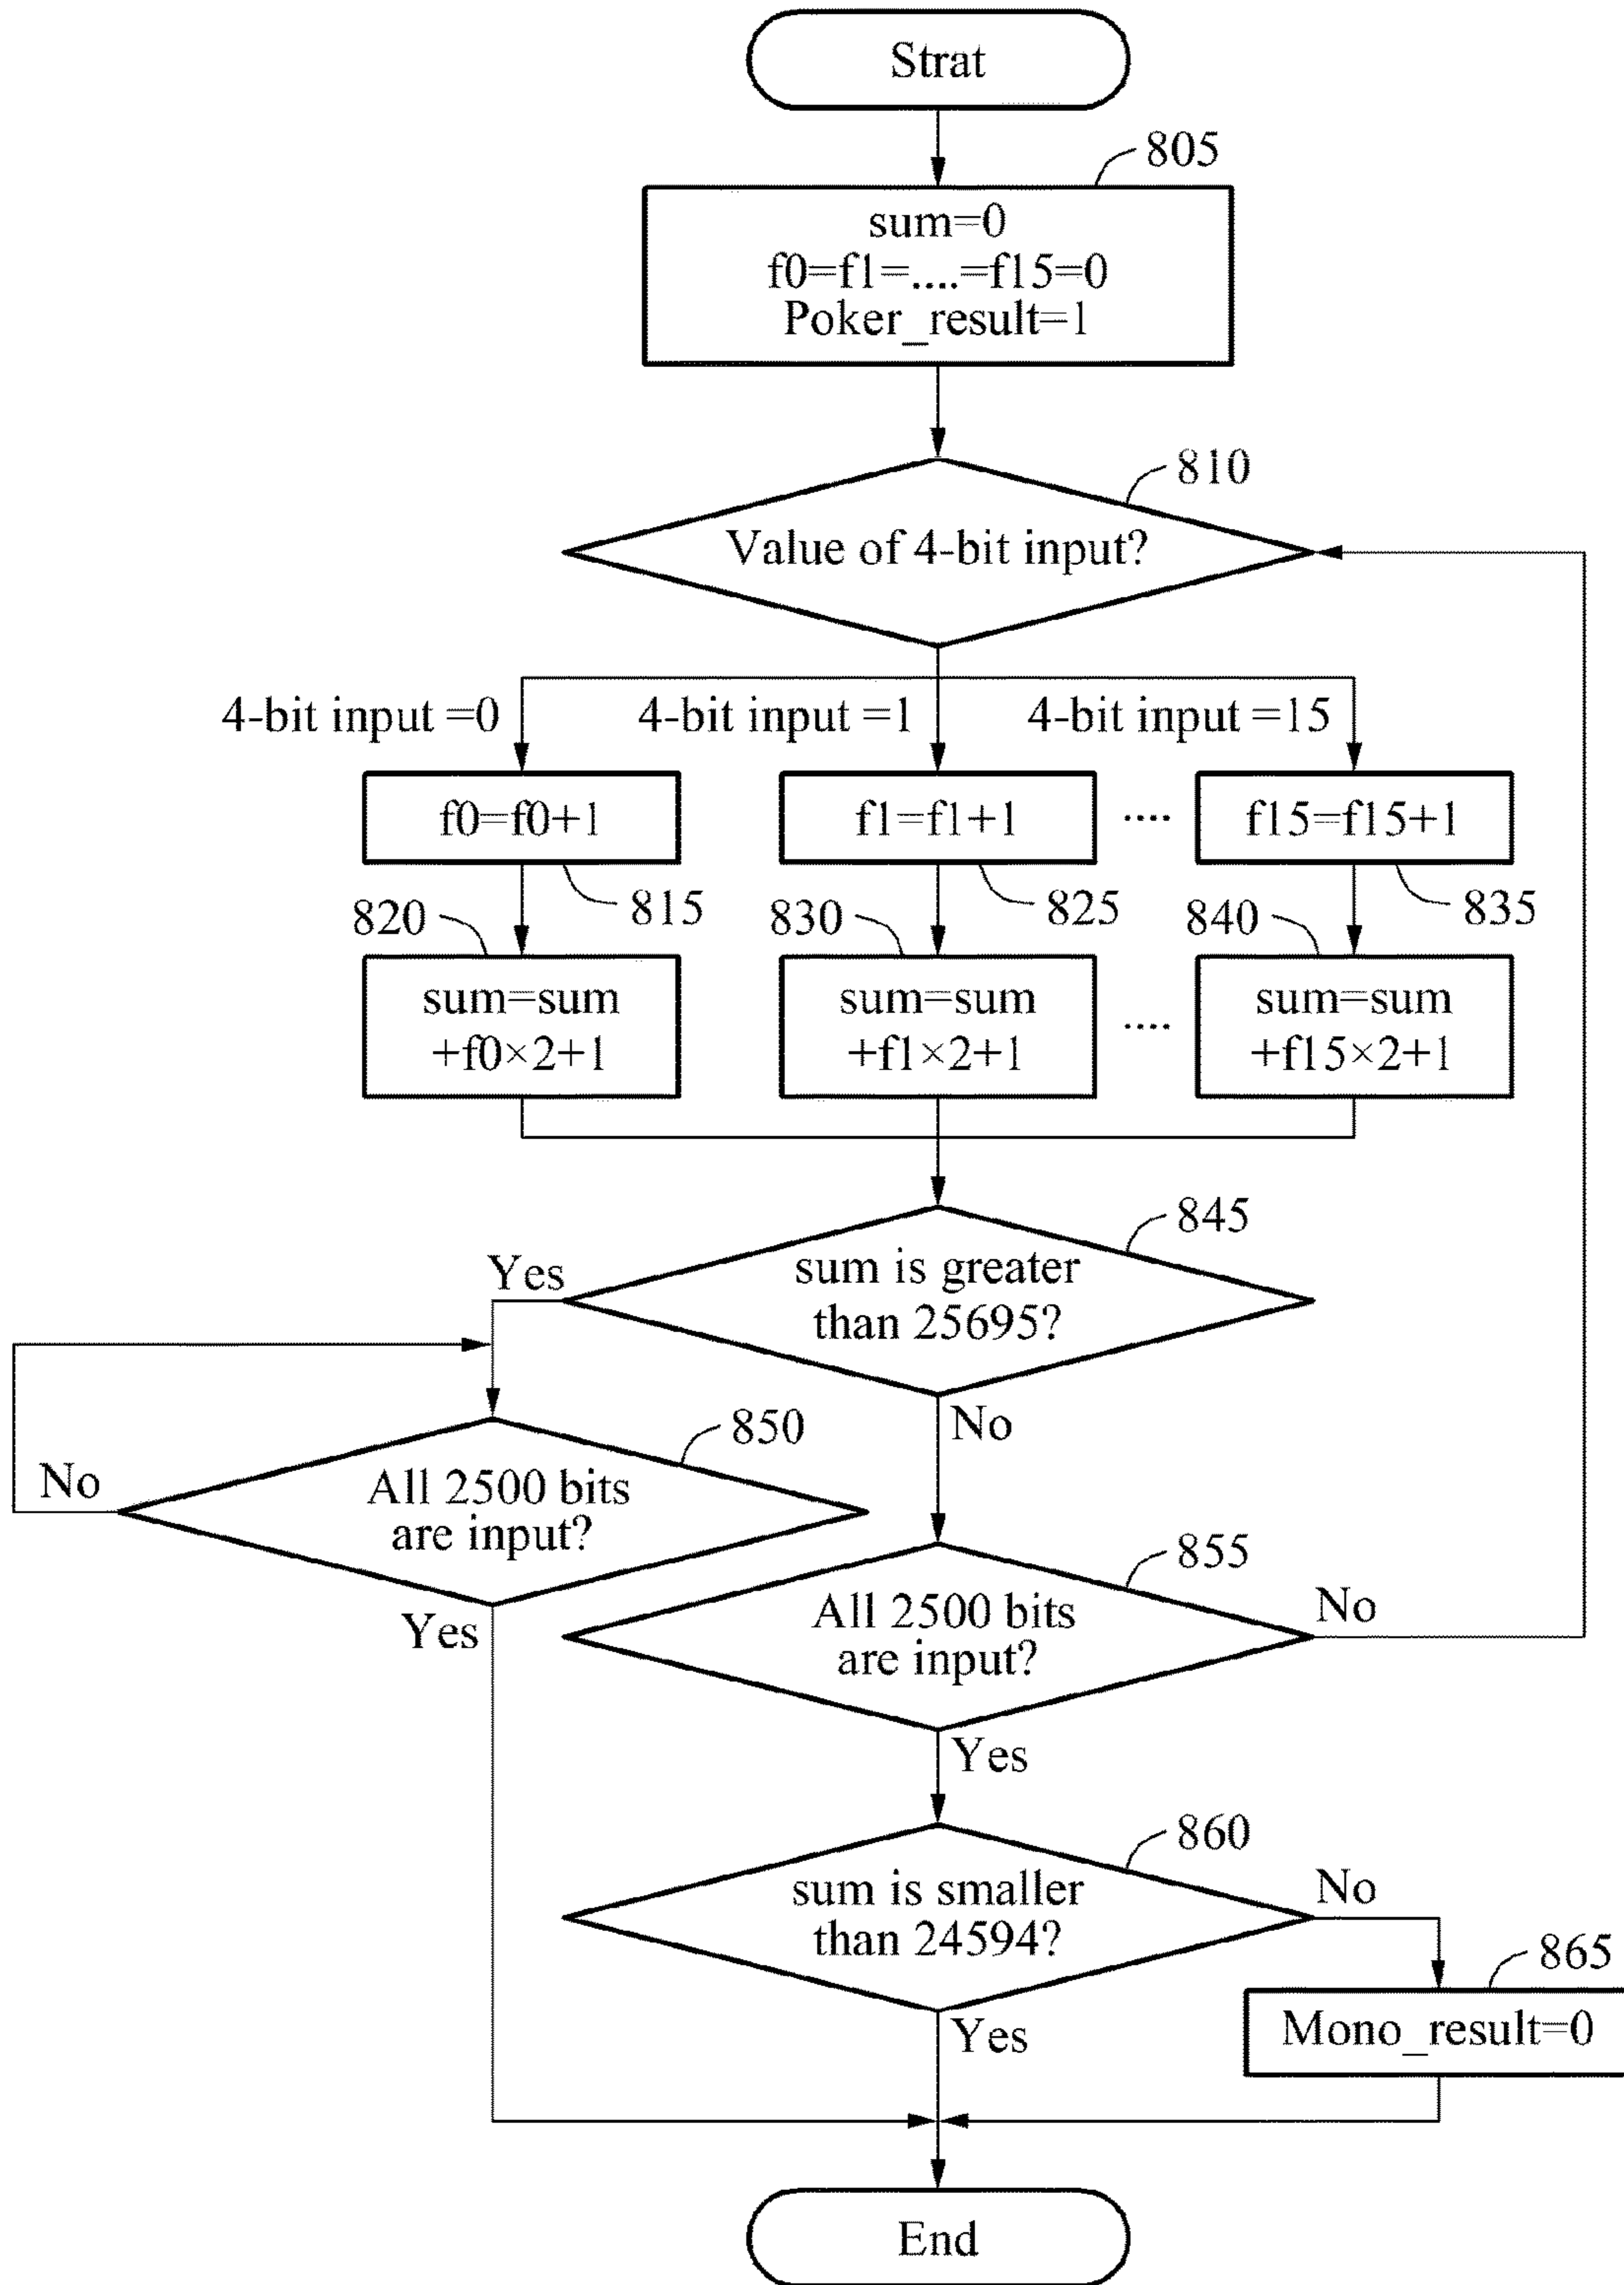 Strat
805
sum=0
f0=f1=....=f15=0
Poker_result=1
810
Value of 4-bit input?
4-bit input =0
4-bit input =1
4-bit input =15
f0=f0+1
f1=f1+1
....
f15=f15+1
815
825
835
820
830
840
sum=sum
+f0×2+1
sum=sum
+f1×2+1
....
sum=sum
+f15×2+1
845
Yes
sum is greater
than 25695?
No
850
No
All 2500 bits
are input?
Yes
855
All 2500 bits
are input?
No
Yes
860
sum is smaller
than 24594?
No
865
Mono_result=0
Yes
End